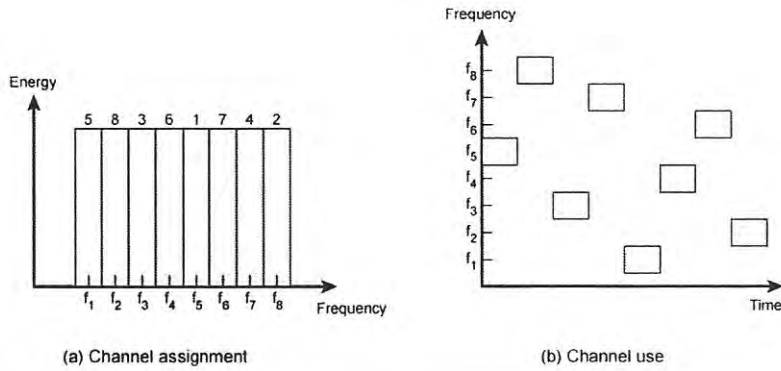 Energy
5 8 3 6 1 7 4 2
f1 f2 f3 f4 f5 f6 f7 f8
Frequency
(a) Channel assignment
Frequency
f8
f7
f6
f5
f4
f3
f2
f1
Time
(b) Channel use